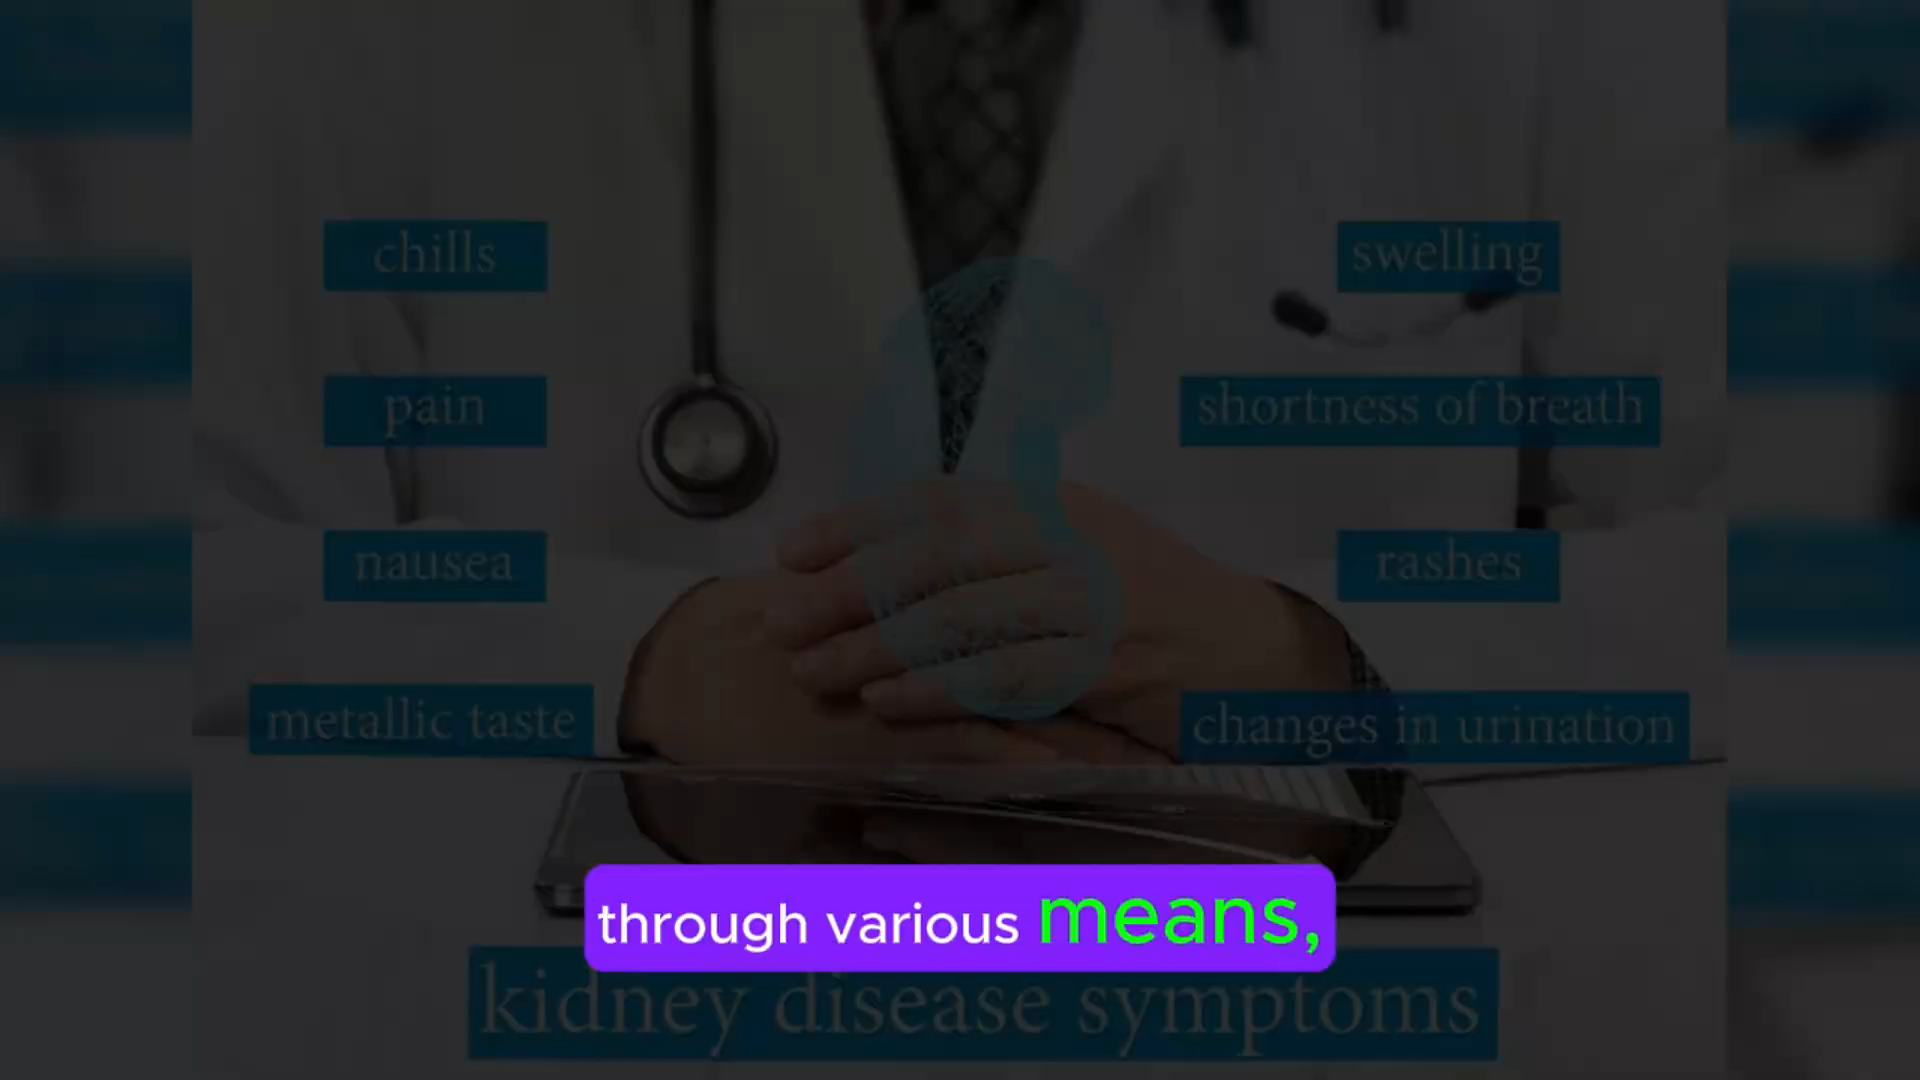 chills
swelling
pain
shortness of breath
nausea
rashes
metallic taste
changes in urination
through various means,
kidney disease symptoms